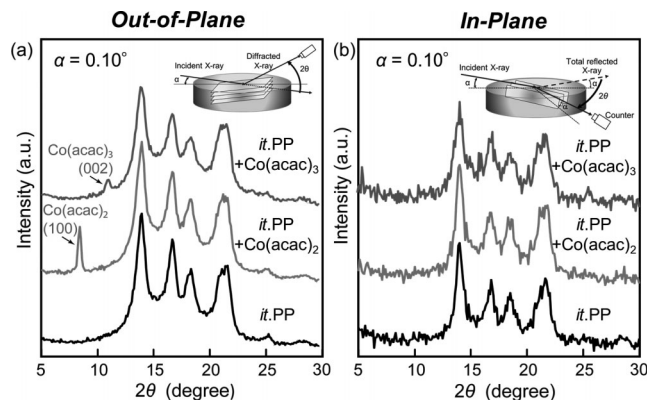 Out-of-Plane
In-Plane
(a)
α = 0.10°
Incident X-ray
Diffracted
X-ray
2θ
α
it.PP
+Co(acac)₃
Co(acac)₃
(002)
Co(acac)₂
(100)
it.PP
+Co(acac)₂
it.PP
Intensity (a.u.)
5 10 15 20 25 30
2θ (degree)
(b)
α = 0.10°
Incident X-ray
Total reflected
X-ray
α
α
2θ
α
Counter
it.PP
+Co(acac)₃
it.PP
+Co(acac)₂
it.PP
Intensity (a.u.)
5 10 15 20 25 30
2θ (degree)